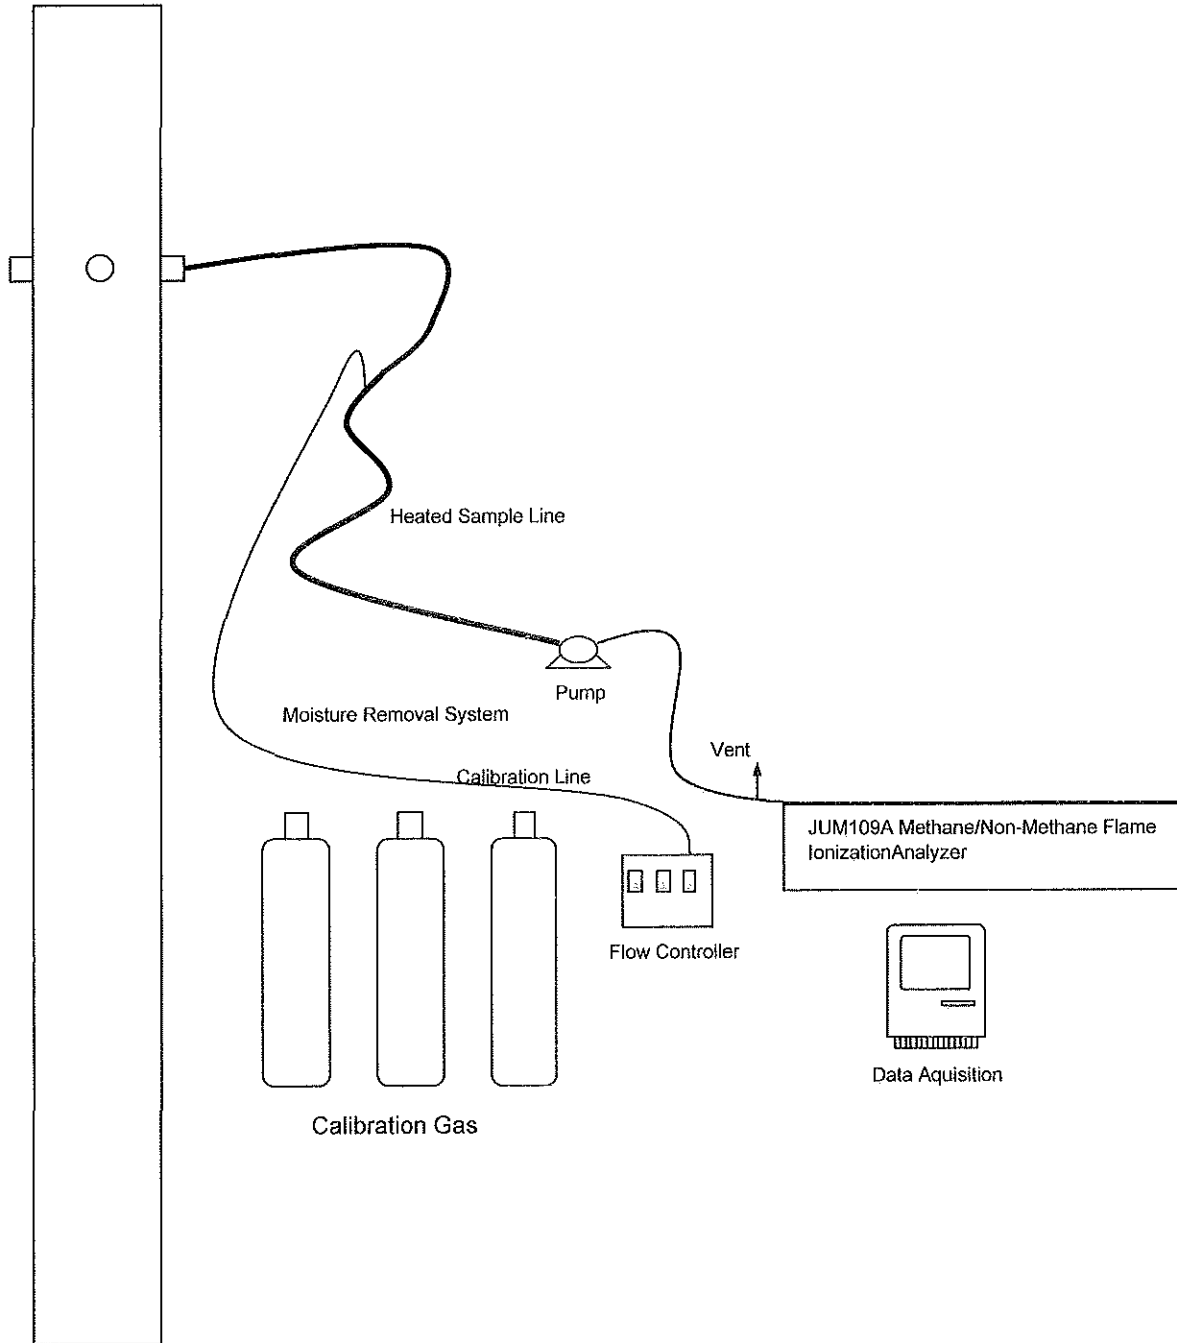 Heated Sample Line
Pump
Moisture Removal System
Vent
Calibration Line
JUM109A Methane/Non-Methane Flame
IonizationAnalyzer
Flow Controller
Data Aquisition
Calibration Gas